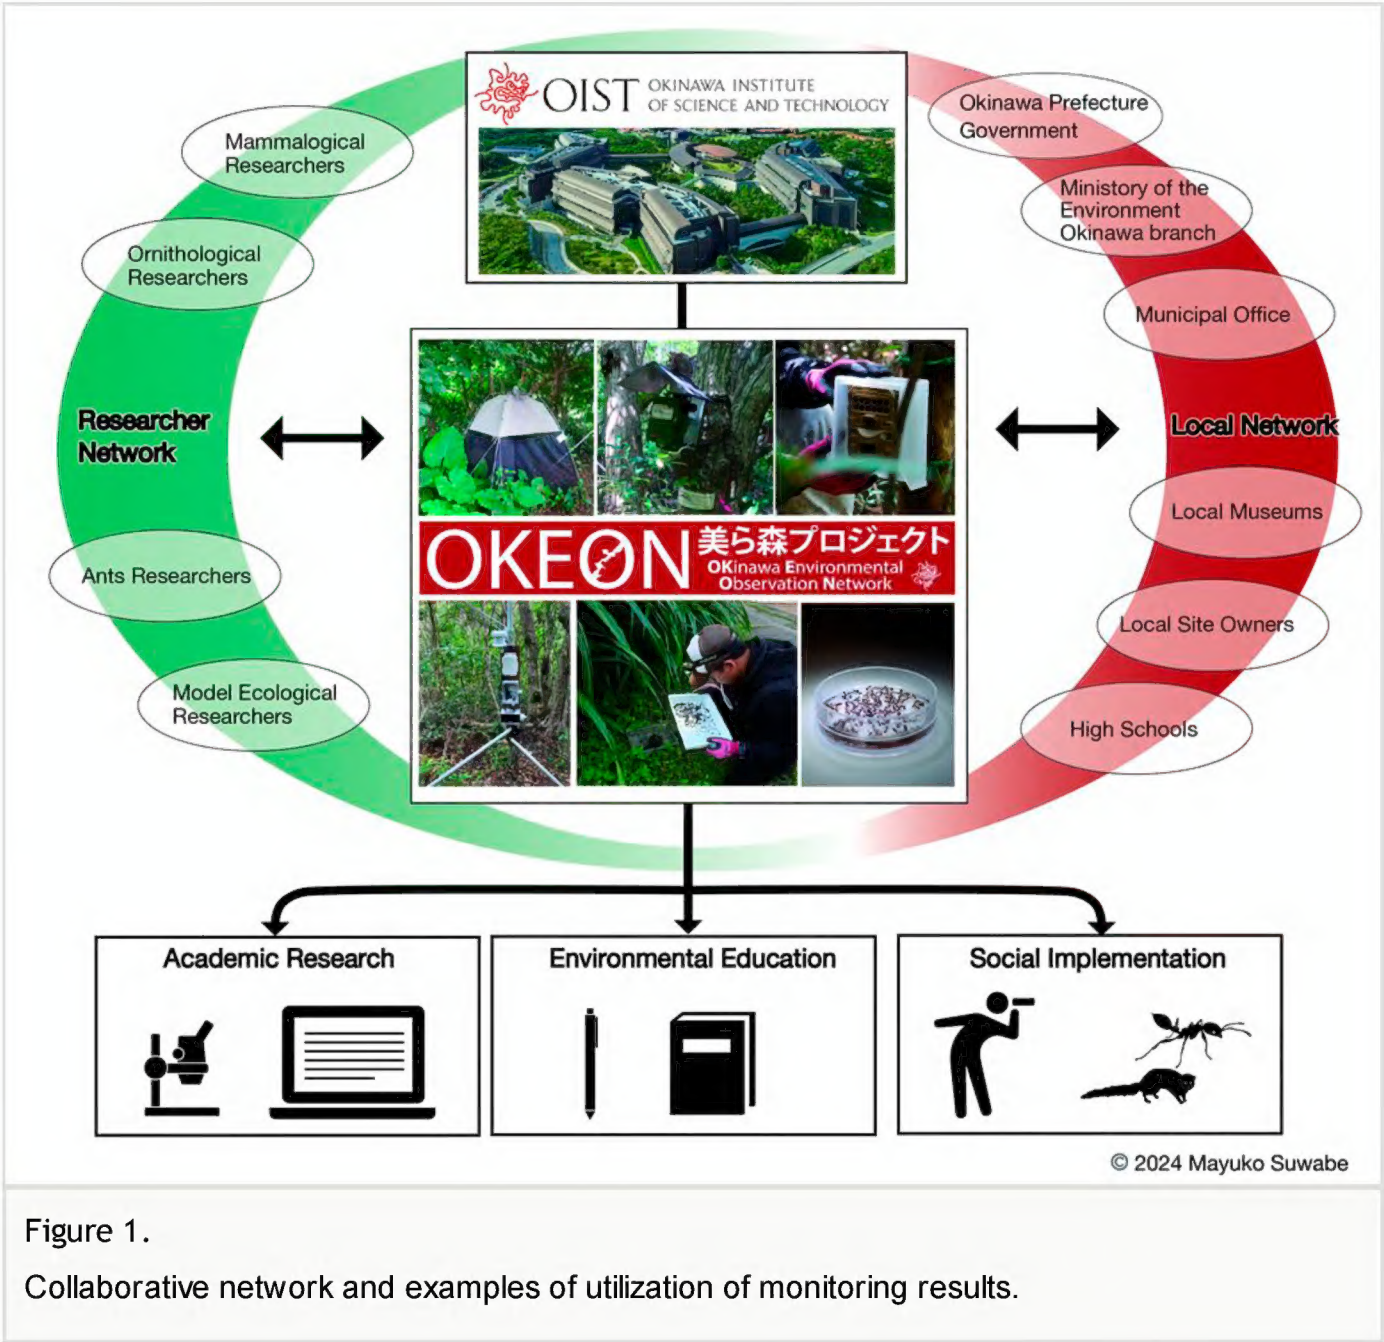 OIST
OKINAWA INSTITUTE
OF SCIENCE AND TECHNOLOGY
Mammalogical
Researchers
Ornithological
Researchers
Researcher
Network
Ants Researchers
Model Ecological
Researchers
Okinawa Prefecture
Government
Ministory of the
Environment
Okinawa branch
Municipal Office
Local Network
Local Museums
Local Site Owners
High Schools
OKEON
美ら森プロジェクト
OKinawa Environmental
Observation Network
Academic Research
Environmental Education
Social Implementation
© 2024 Mayuko Suwabe
Figure 1.
Collaborative network and examples of utilization of monitoring results.